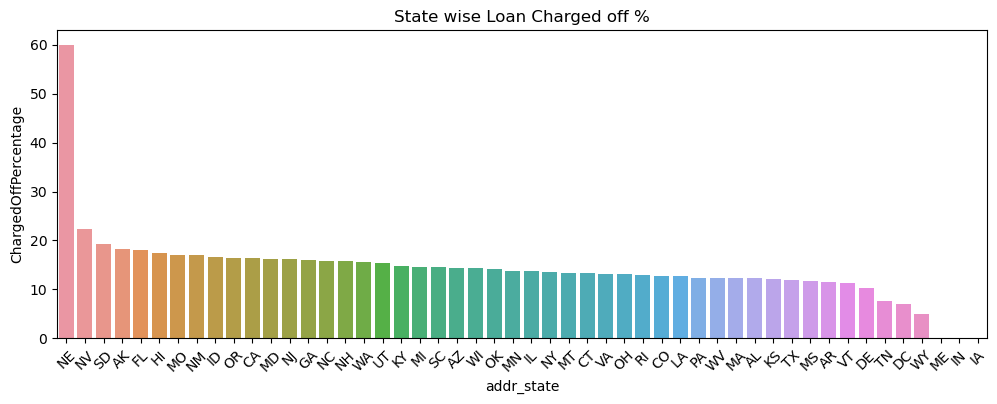 State wise Loan Charged off %
ChargedOffPercentage
60
50
40
30
20
10
0
NE NV SD AK FL HI MO NM ID OR CA MD NJ GA NC NH WA UT KY MI SC AZ WI OK MN IL NY MT CT VA OH RI CO LA PA WV MA AL KS TX MS AR VT DE TN DC WY ME IN IA
addr_state